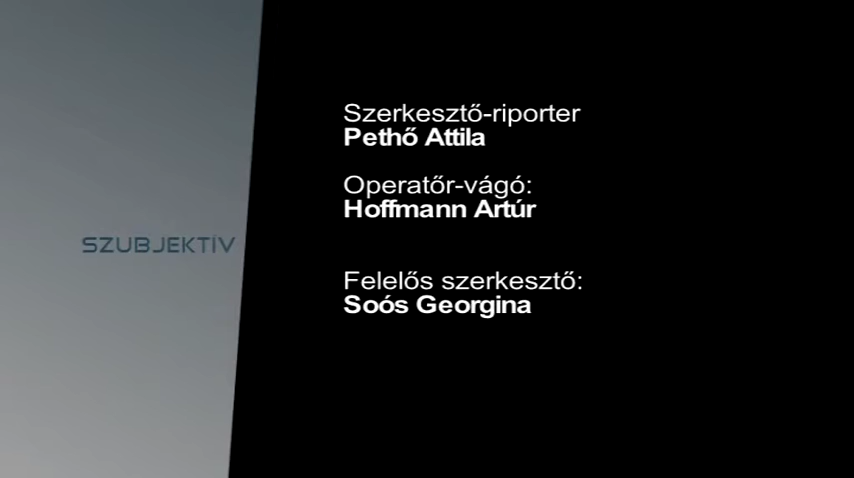 SZUBJEKTÍV
Szerkesztő-riporter
Pethő Attila
Operatőr-vágó:
Hoffmann Artúr
Felelős szerkesztő:
Soós Georgina